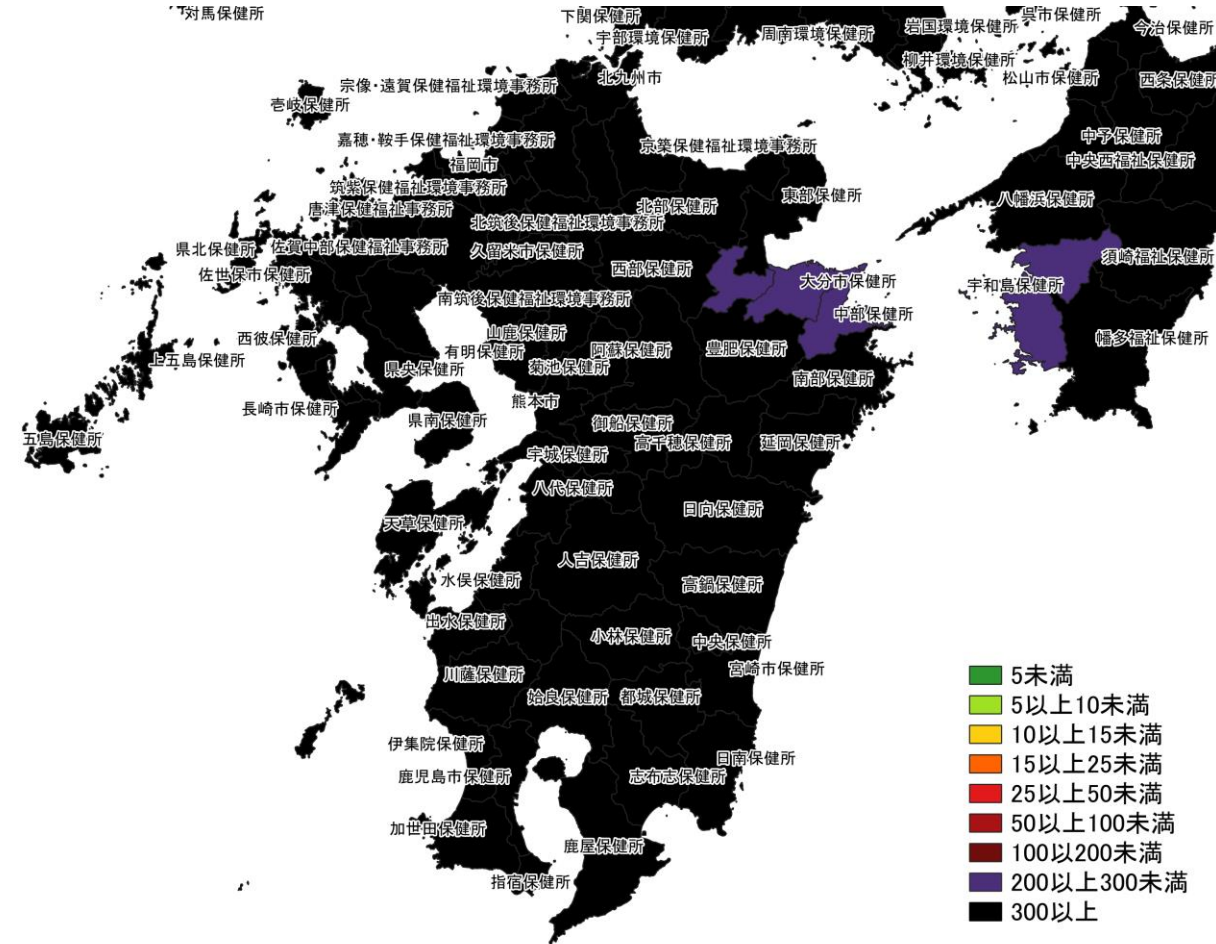 対馬保健所
下関保健所
宇部環境保健所
周南環境保健所
岩国環境保健所
呉市保健所
今治保健所
柳井環境保健所
松山市保健所
西条保健所
北九州市
宗像・遠賀保健福祉環境事務所
壱岐保健所
嘉穂・鞍手保健福祉環境事務所
京築保健福祉環境事務所
中予保健所
福岡市
中央西福祉保健所
筑紫保健福祉環境事務所
東部保健所
八幡浜保健所
唐津保健福祉事務所
北部保健所
北筑後保健福祉環境事務所
県北保健所
佐賀中部保健福祉事務所
久留米市保健所
須崎福祉保健所
佐世保市保健所
西部保健所
大分市保健所
宇和島保健所
南筑後保健福祉環境事務所
中部保健所
西彼保健所
山鹿保健所
幡多福祉保健所
有明保健所
阿蘇保健所
豊肥保健所
上五島保健所
県央保健所
菊池保健所
南部保健所
長崎市保健所
熊本市
県南保健所
御船保健所
五島保健所
高千穂保健所
延岡保健所
宇城保健所
八代保健所
日向保健所
天草保健所
人吉保健所
水俣保健所
高鍋保健所
出水保健所
小林保健所
中央保健所
宮崎市保健所
川薩保健所
姶良保健所
都城保健所
伊集院保健所
日南保健所
鹿児島市保健所
志布志保健所
加世田保健所
鹿屋保健所
指宿保健所
5未満
5以上10未満
10以上15未満
15以上25未満
25以上50未満
50以上100未満
100以200未満
200以上300未満
300以上